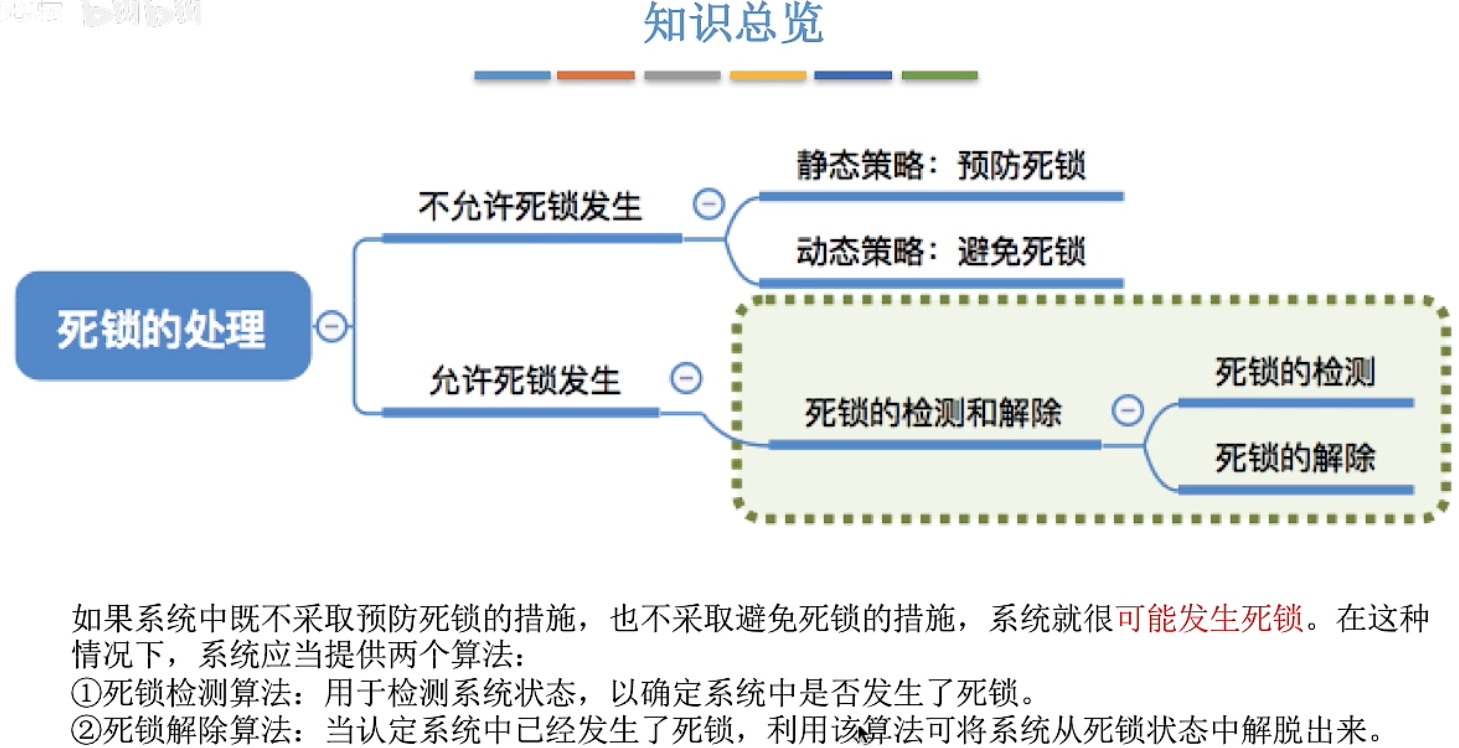 知识总览
静态策略：预防死锁
不允许死锁发生
动态策略：避免死锁
死锁的处理
允许死锁发生
死锁的检测和解除
死锁的检测
死锁的解除
如果系统中既不采取预防死锁的措施，也不采取避免死锁的措施，系统就很可能发生死锁。在这种
情况下，系统应当提供两个算法：
①死锁检测算法：用于检测系统状态，以确定系统中是否发生了死锁。
②死锁解除算法：当认定系统中已经发生了死锁，利用该算法可将系统从死锁状态中解脱出来。